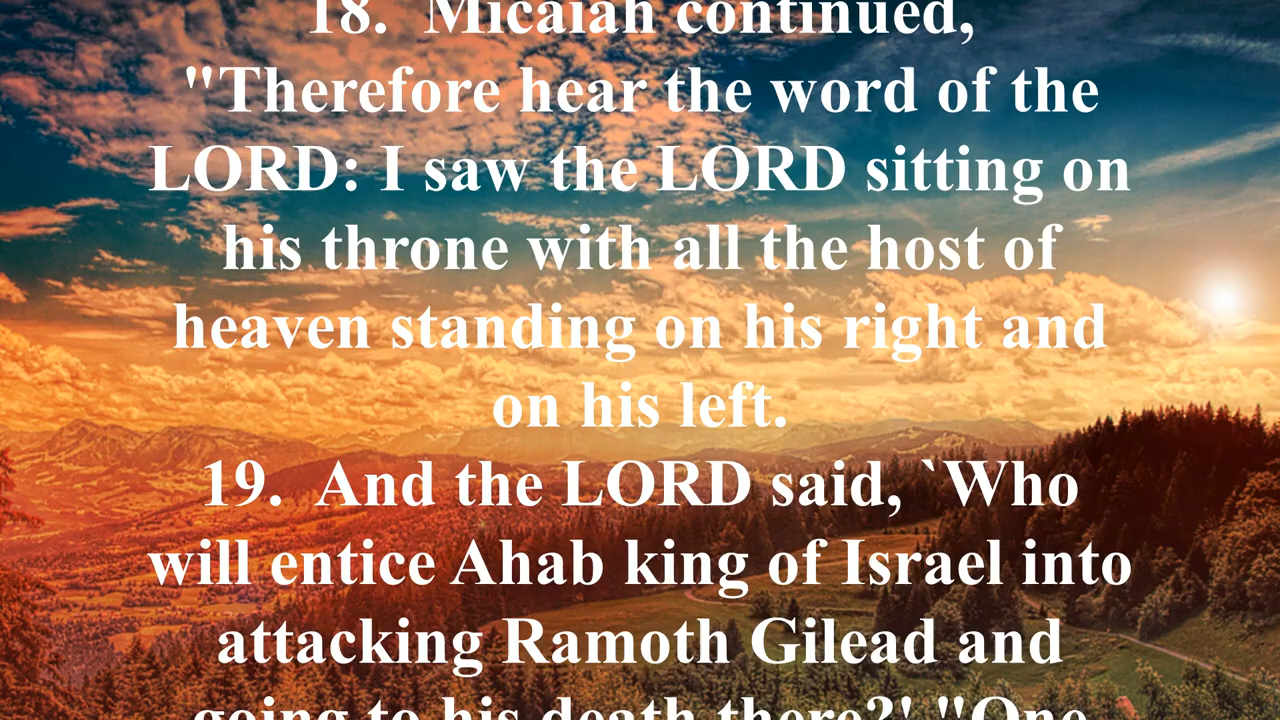 18.  Micaiah continued,
"Therefore hear the word of the
LORD: I saw the LORD sitting on
his throne with all the host of
heaven standing on his right and
on his left.
19.  And the LORD said, `Who
will entice Ahab king of Israel into
attacking Ramoth Gilead and
going to his death there?' "One